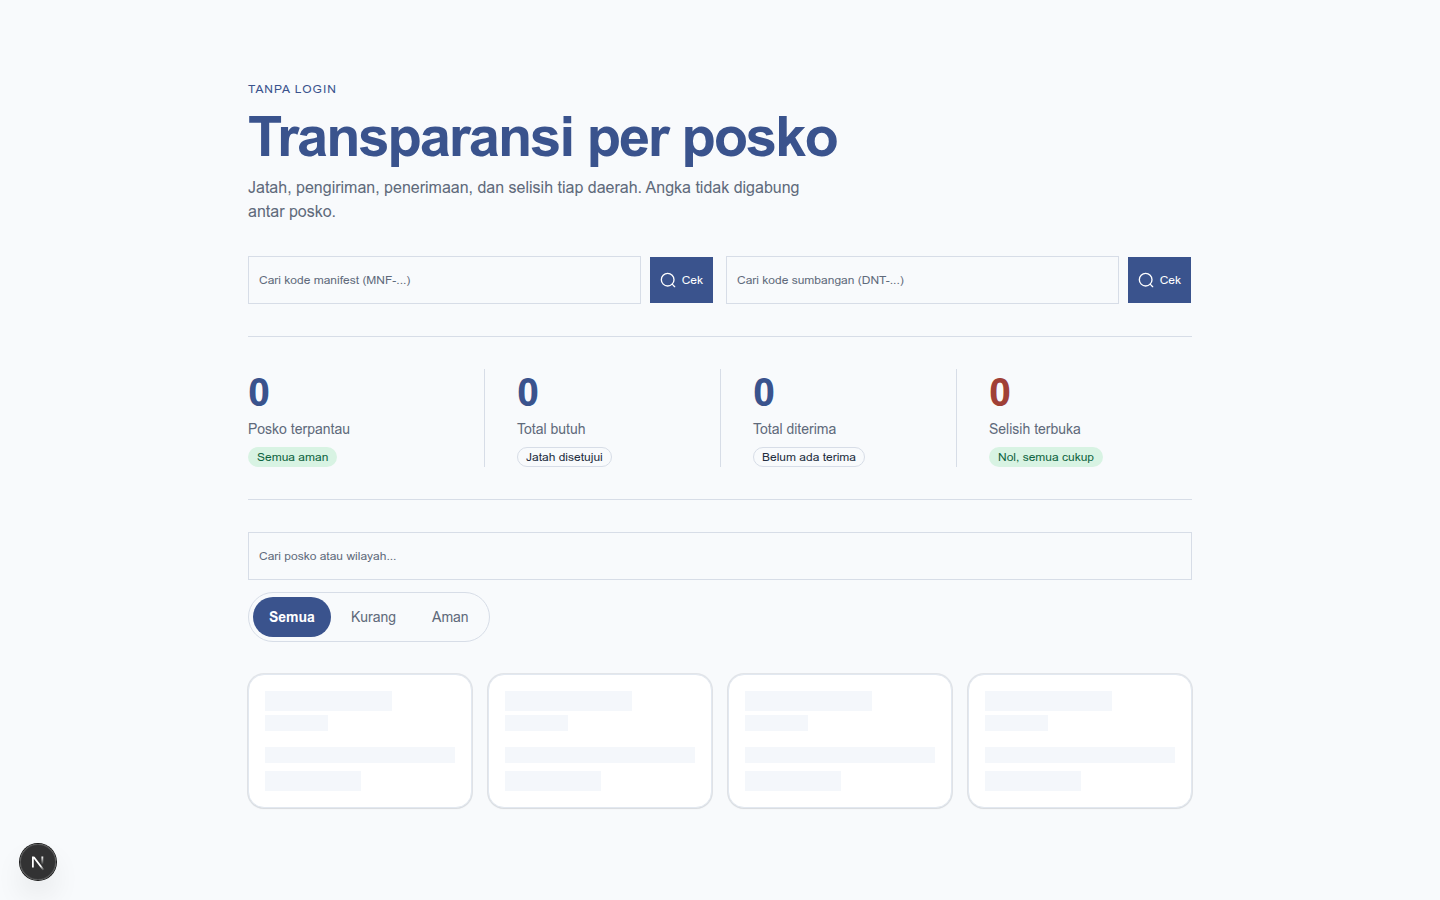 TANPA LOGIN
Transparansi per posko
Jatah, pengiriman, penerimaan, dan selisih tiap daerah. Angka tidak digabung
antar posko.
Cari kode manifest (MNF-...)
Cek
Cari kode sumbangan (DNT-...)
Cek
0
Posko terpantau
Semua aman
0
Total butuh
Jatah disetujui
0
Total diterima
Belum ada terima
0
Selisih terbuka
Nol, semua cukup
Cari posko atau wilayah...
Semua
Kurang
Aman
N